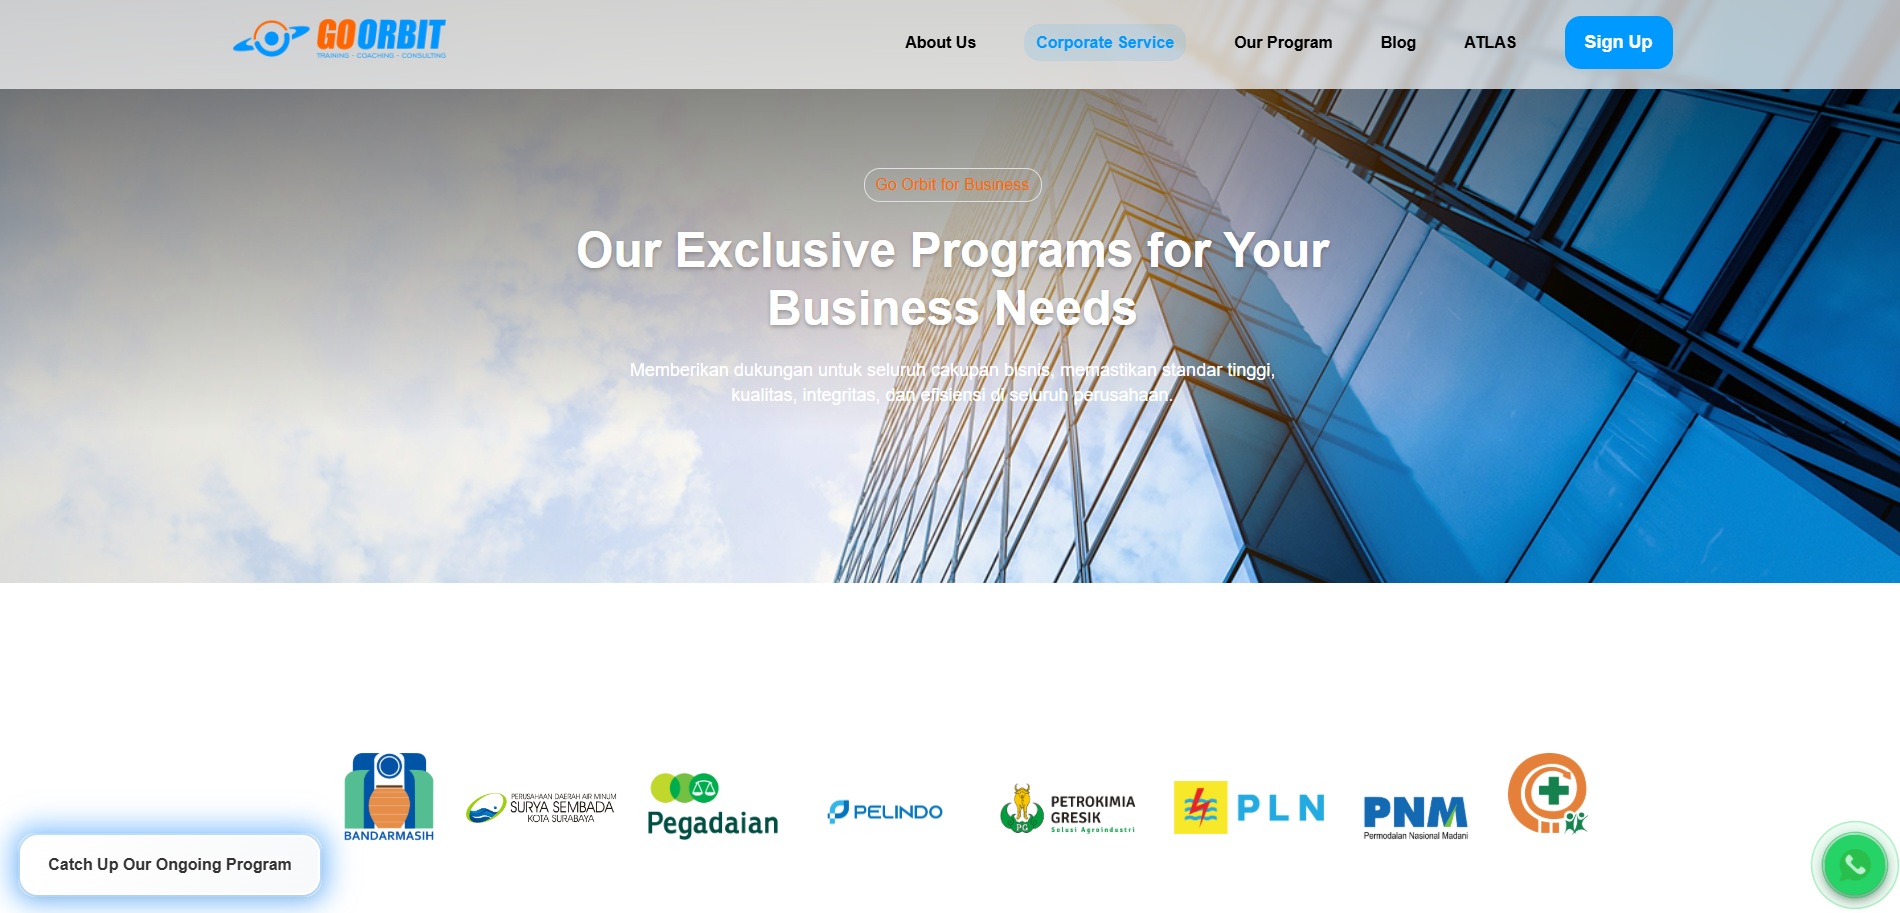 GO ORBIT
TRAINING - COACHING - CONSULTING
About Us
Corporate Service
Our Program
Blog
ATLAS
Sign Up
Go Orbit for Business
Our Exclusive Programs for Your
Business Needs
Memberikan dukungan untuk seluruh cakupan bisnis, memastikan standar tinggi,
kualitas, integritas, dan efisiensi di seluruh perusahaan.
BANDARMASIH
PERUSAHAAN DAERAH AIR MINUM
SURYA SEMBADA
KOTA SURABAYA
Pegadaian
PELINDO
PG
PETROKIMIA
GRESIK
Solusi Agroindustri
PLN
PNM
Permodalan Nasional Madani
Catch Up Our Ongoing Program